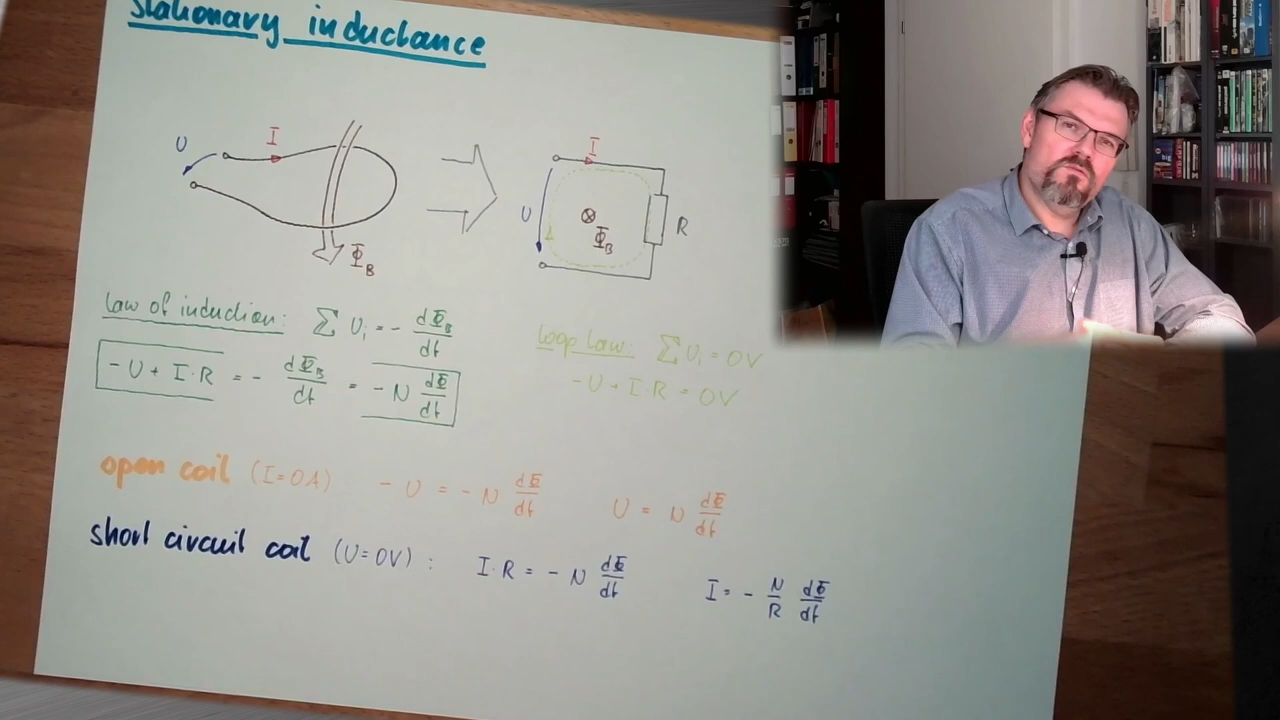 Stationary inductance
U
I
Φ_B
I
U
Φ_B
R
Law of induction: Σ U_i = - dΦ_B/dt
-U + I·R = - dΦ_B/dt = -N dΦ/dt
Loop law: Σ U_i = 0V
-U + I·R = 0V
open coil (I=0A) -U = -N dΦ/dt U = N dΦ/dt
short circuit coil (U=0V) : I·R = -N dΦ/dt I = - N/R dΦ/dt